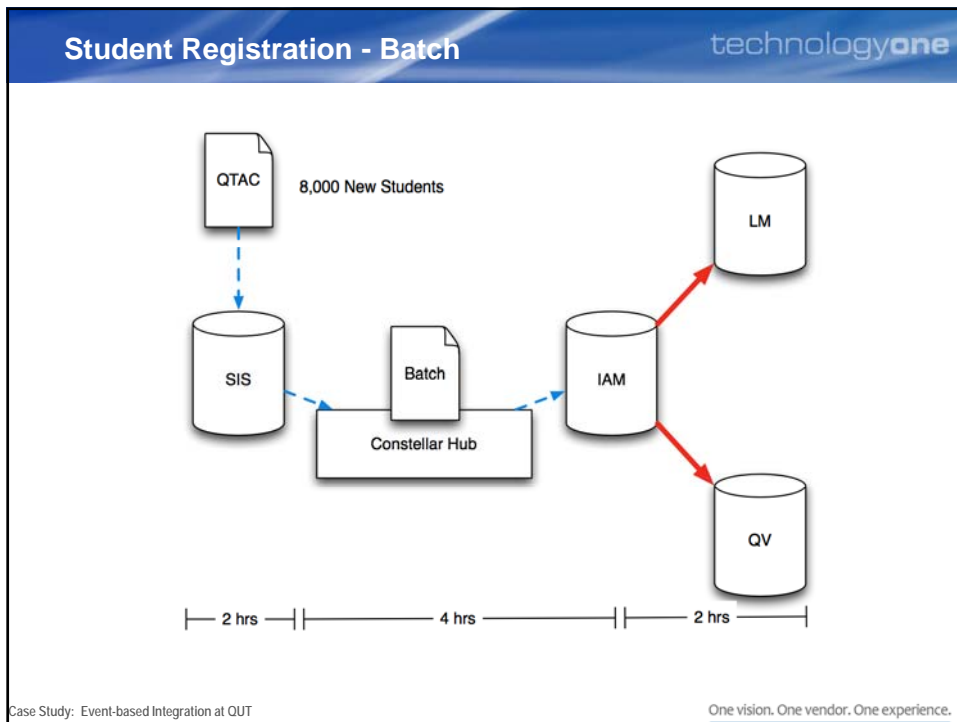 Student Registration - Batch
technologyone
QTAC
8,000 New Students
LM
SIS
Batch
IAM
Constellar Hub
QV
2 hrs
4 hrs
2 hrs
Case Study: Event-based Integration at QUT
One vision. One vendor. One experience.